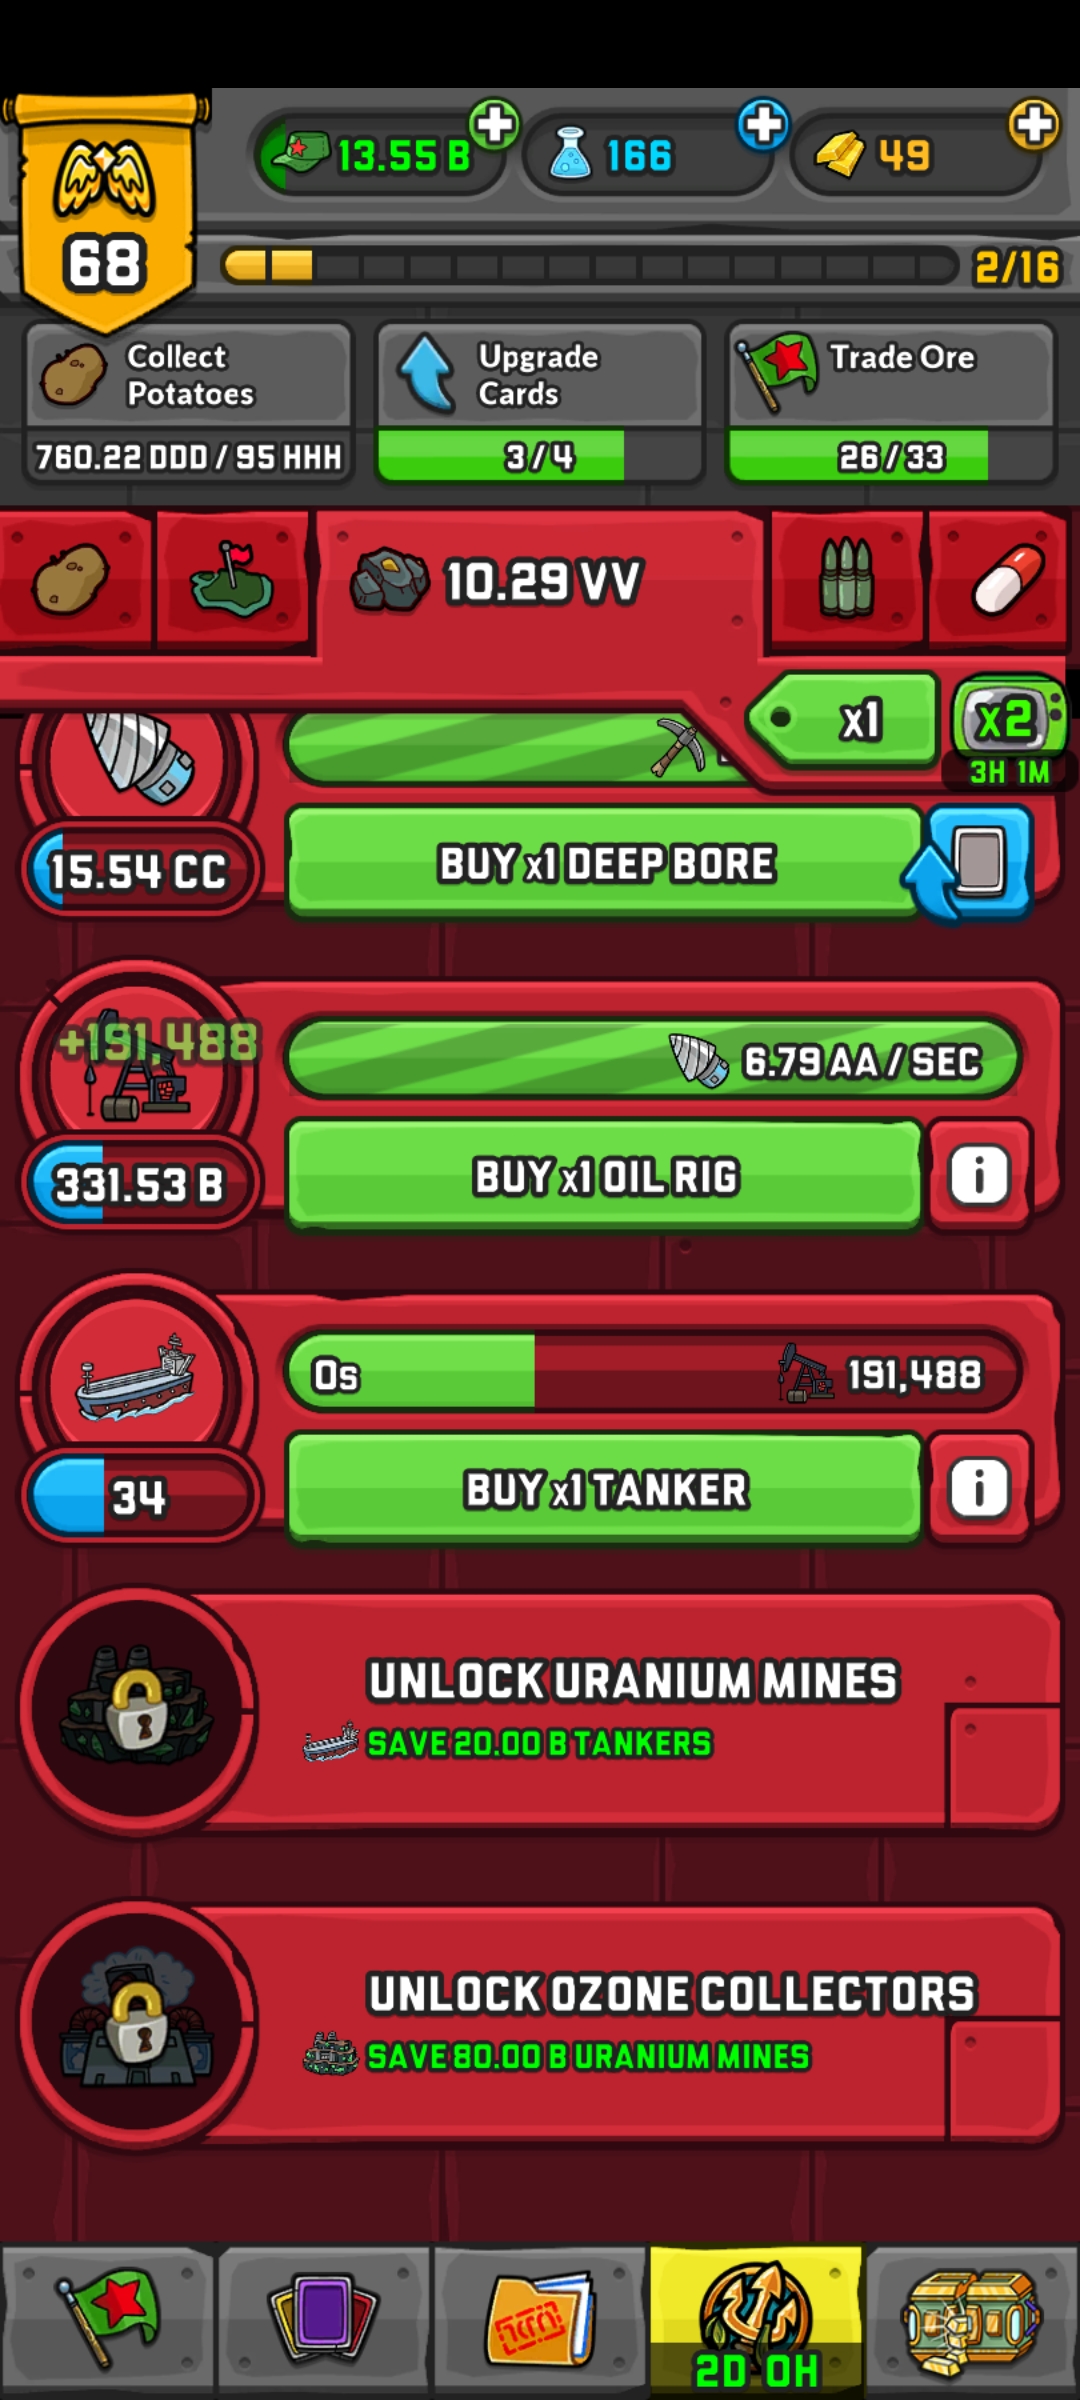 13.55 B
166
49
68
2/16
Collect
Potatoes
760.22 DDD / 95 HHH
Upgrade
Cards
3/4
Trade Ore
26/33
10.29 VV
x1
x2
3H 1M
15.54 CC
BUY x1 DEEP BORE
+191,488
6.79 AA / SEC
331.53 B
BUY x1 OIL RIG
i
0s
191,488
34
BUY x1 TANKER
i
UNLOCK URANIUM MINES
SAVE 20.00 B TANKERS
UNLOCK OZONE COLLECTORS
SAVE 80.00 B URANIUM MINES
2D 0H